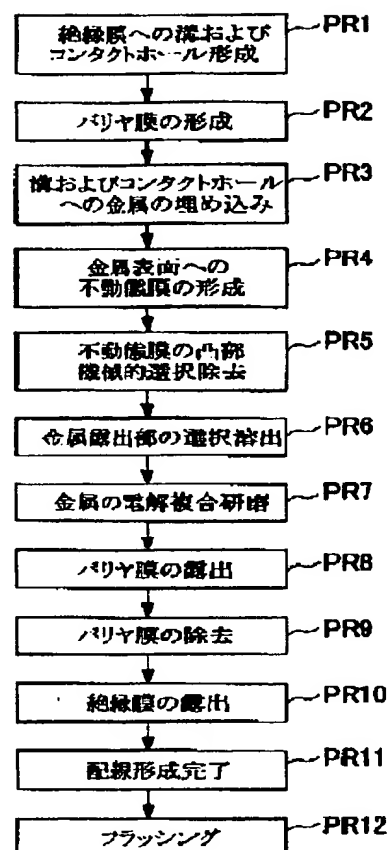 絶縁膜への溝および
コンタクトホール形成
PR1
バリヤ膜の形成
PR2
溝およびコンタクトホール
への金属の埋め込み
PR3
金属表面への
不動態膜の形成
PR4
不動態膜の凸部
機械的選択除去
PR5
金属露出部の選択溶出
PR6
金属の電解複合研磨
PR7
バリヤ膜の露出
PR8
バリヤ膜の除去
PR9
絶縁膜の露出
PR10
配線形成完了
PR11
フラッシング
PR12